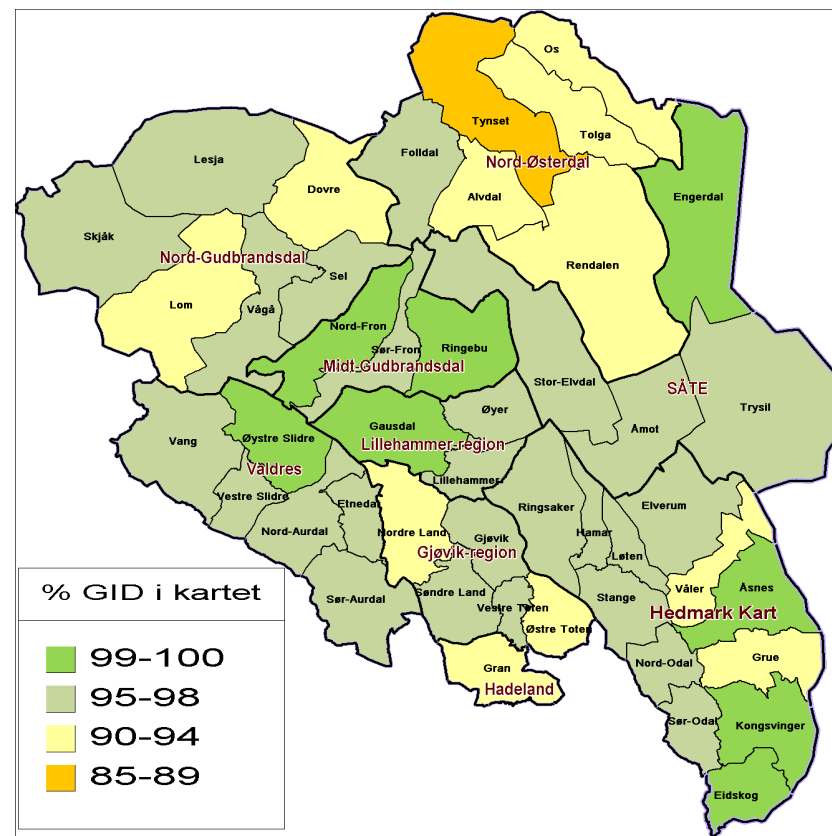 Os
Tynset
Tolga
Lesja
Folldal
Nord-Østerdal
Dovre
Alvdal
Engerdal
Skjåk
Nord-Gudbrandsdal
Rendalen
Sel
Lom
Vågå
Nord-Fron
Sør-Fron
Ringebu
Midt-Gudbrandsdal
Stor-Elvdal
SÅTE
Trysil
Øyer
Åmot
Gausdal
Vang
Øystre Slidre
Lillehammer-region
Valdres
Lillehammer
Vestre Slidre
Etnedal
Ringsaker
Elverum
Nord-Aurdal
Nordre Land
Gjøvik
Hamar
Gjøvik-region
Løten
% GID i kartet
Våler
Åsnes
Sør-Aurdal
Søndre Land
Vestre Toten
Stange
Hedmark Kart
Østre Toten
99-100
Nord-Odal
Grue
Gran
Hadeland
95-98
Sør-Odal
Kongsvinger
90-94
85-89
Eidskog